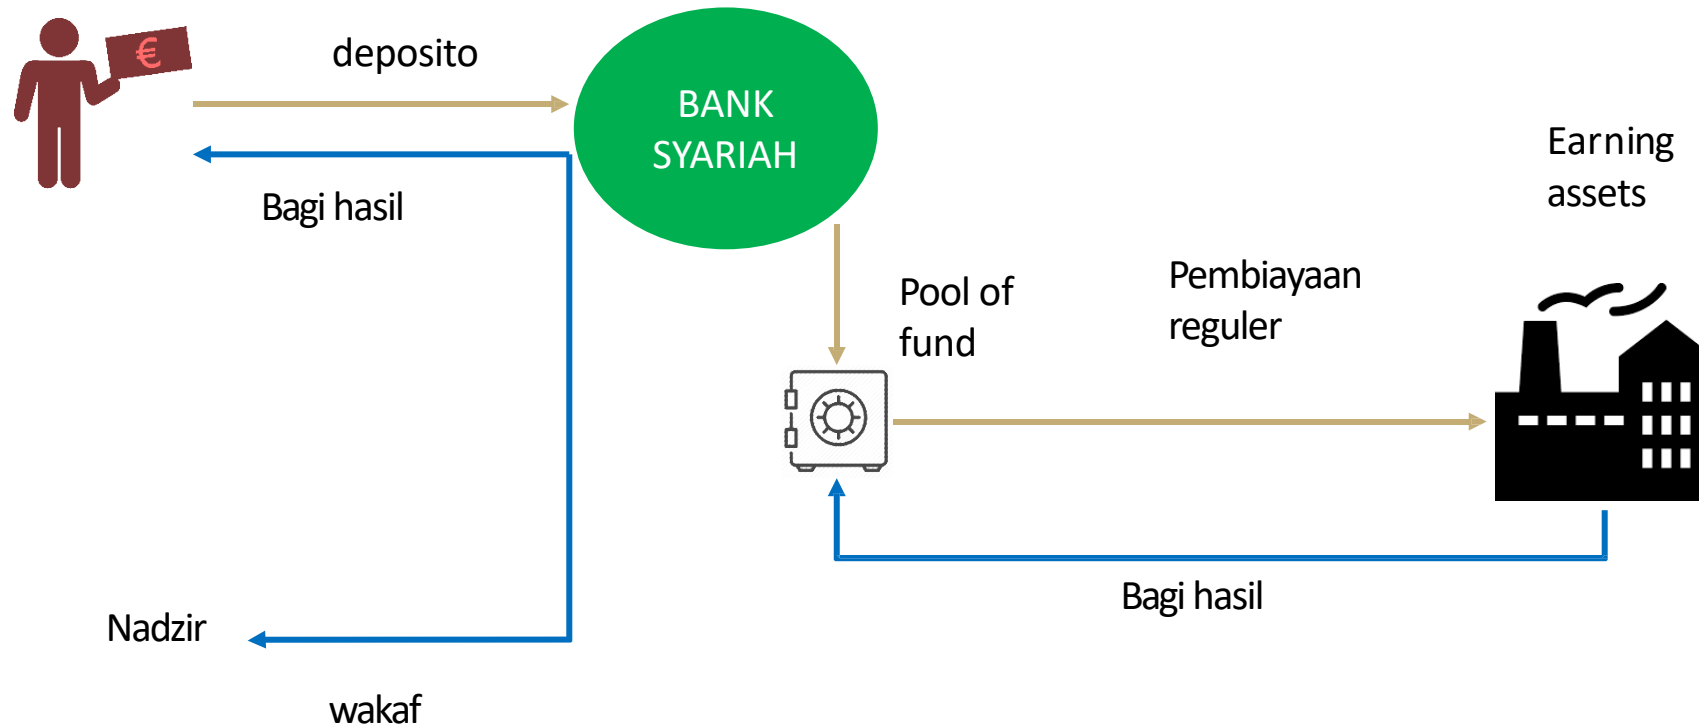 €
deposito
BANK
SYARIAH
Bagi hasil
Earning
assets
Pool of
fund
Pembiayaan
reguler
Bagi hasil
Nadzir
wakaf